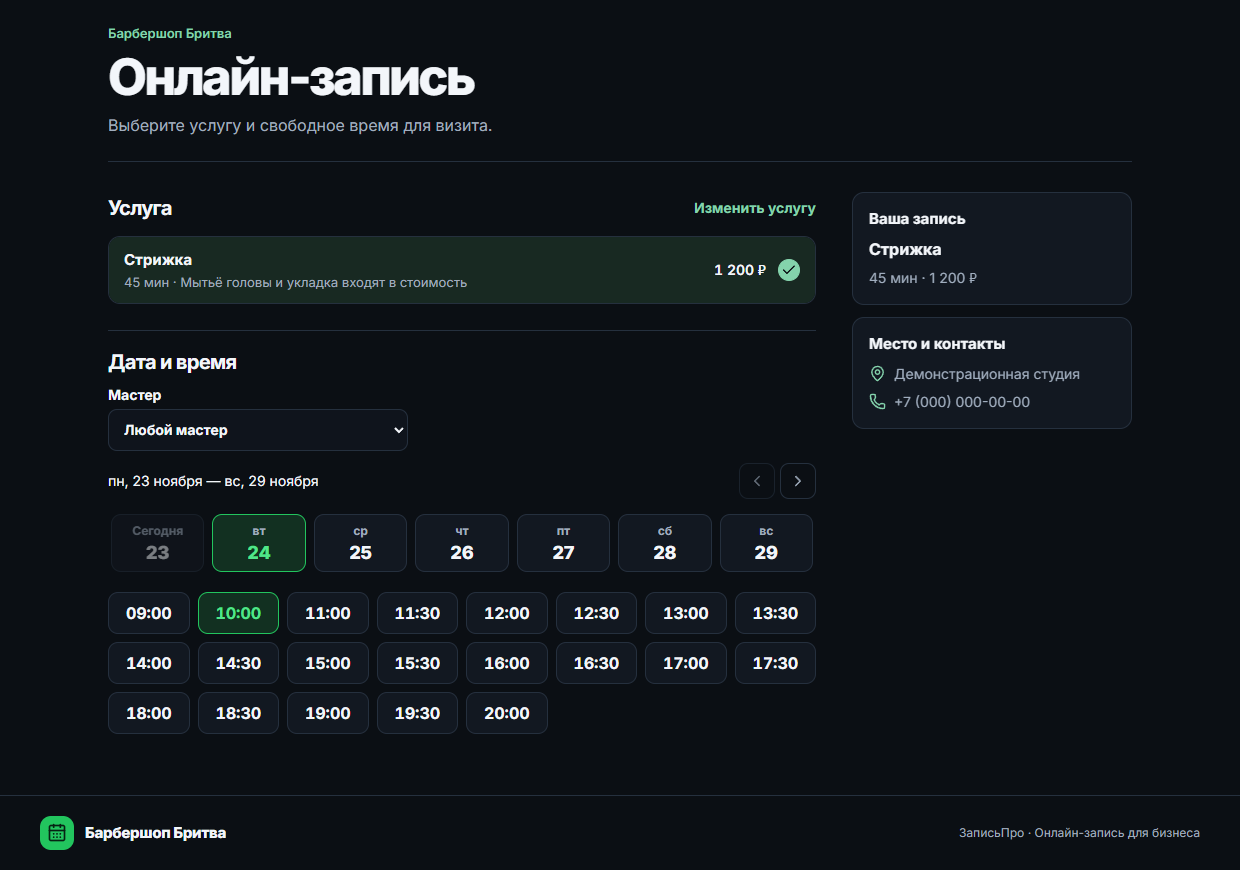 Барбершоп Бритва
Онлайн-запись
Выберите услугу и свободное время для визита.
Услуга
Изменить услугу
Стрижка
45 мин · Мытьё головы и укладка входят в стоимость
1 200 ₽
Дата и время
Мастер
Любой мастер
пн, 23 ноября — вс, 29 ноября
Сегодня 23
вт 24
ср 25
чт 26
пт 27
сб 28
вс 29
09:00 10:00 11:00 11:30 12:00 12:30 13:00 13:30
14:00 14:30 15:00 15:30 16:00 16:30 17:00 17:30
18:00 18:30 19:00 19:30 20:00
Ваша запись
Стрижка
45 мин · 1 200 ₽
Место и контакты
Демонстрационная студия
+7 (000) 000-00-00
Барбершоп Бритва
ЗаписьПро · Онлайн-запись для бизнеса